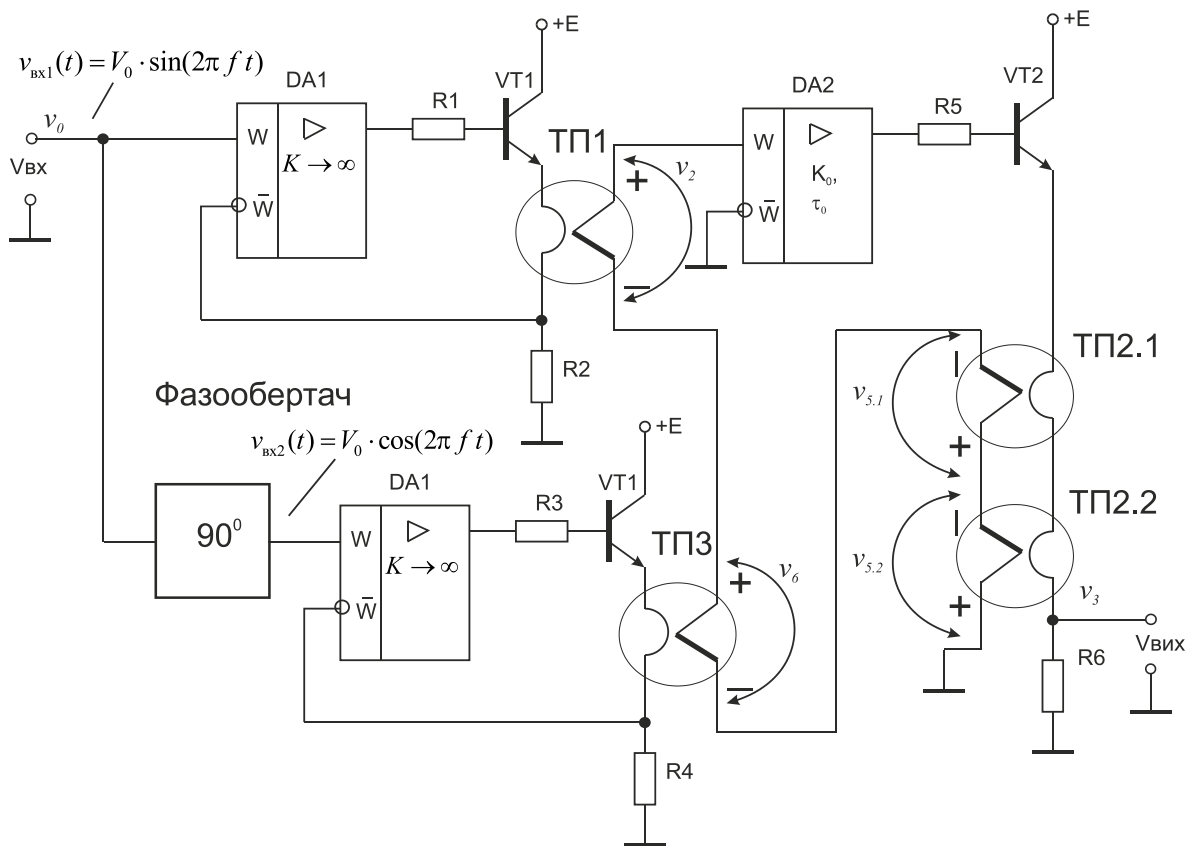 +E
+E
v_вх1(t) = V_0 · sin(2π f t)
DA1
R1
VT1
DA2
R5
VT2
v_0
ТП1
W
K → ∞
W̅
Vвх
+
v_2
W
K_0,
τ_0
W̅
R2
ТП2.1
v_5.1
+
Фазообертач
v_вх2(t) = V_0 · cos(2π f t)
+E
DA1
R3
VT1
ТП2.2
90^0
W
K → ∞
W̅
ТП3
+
v_6
v_5.2
+
v_3
Vвих
R6
R4